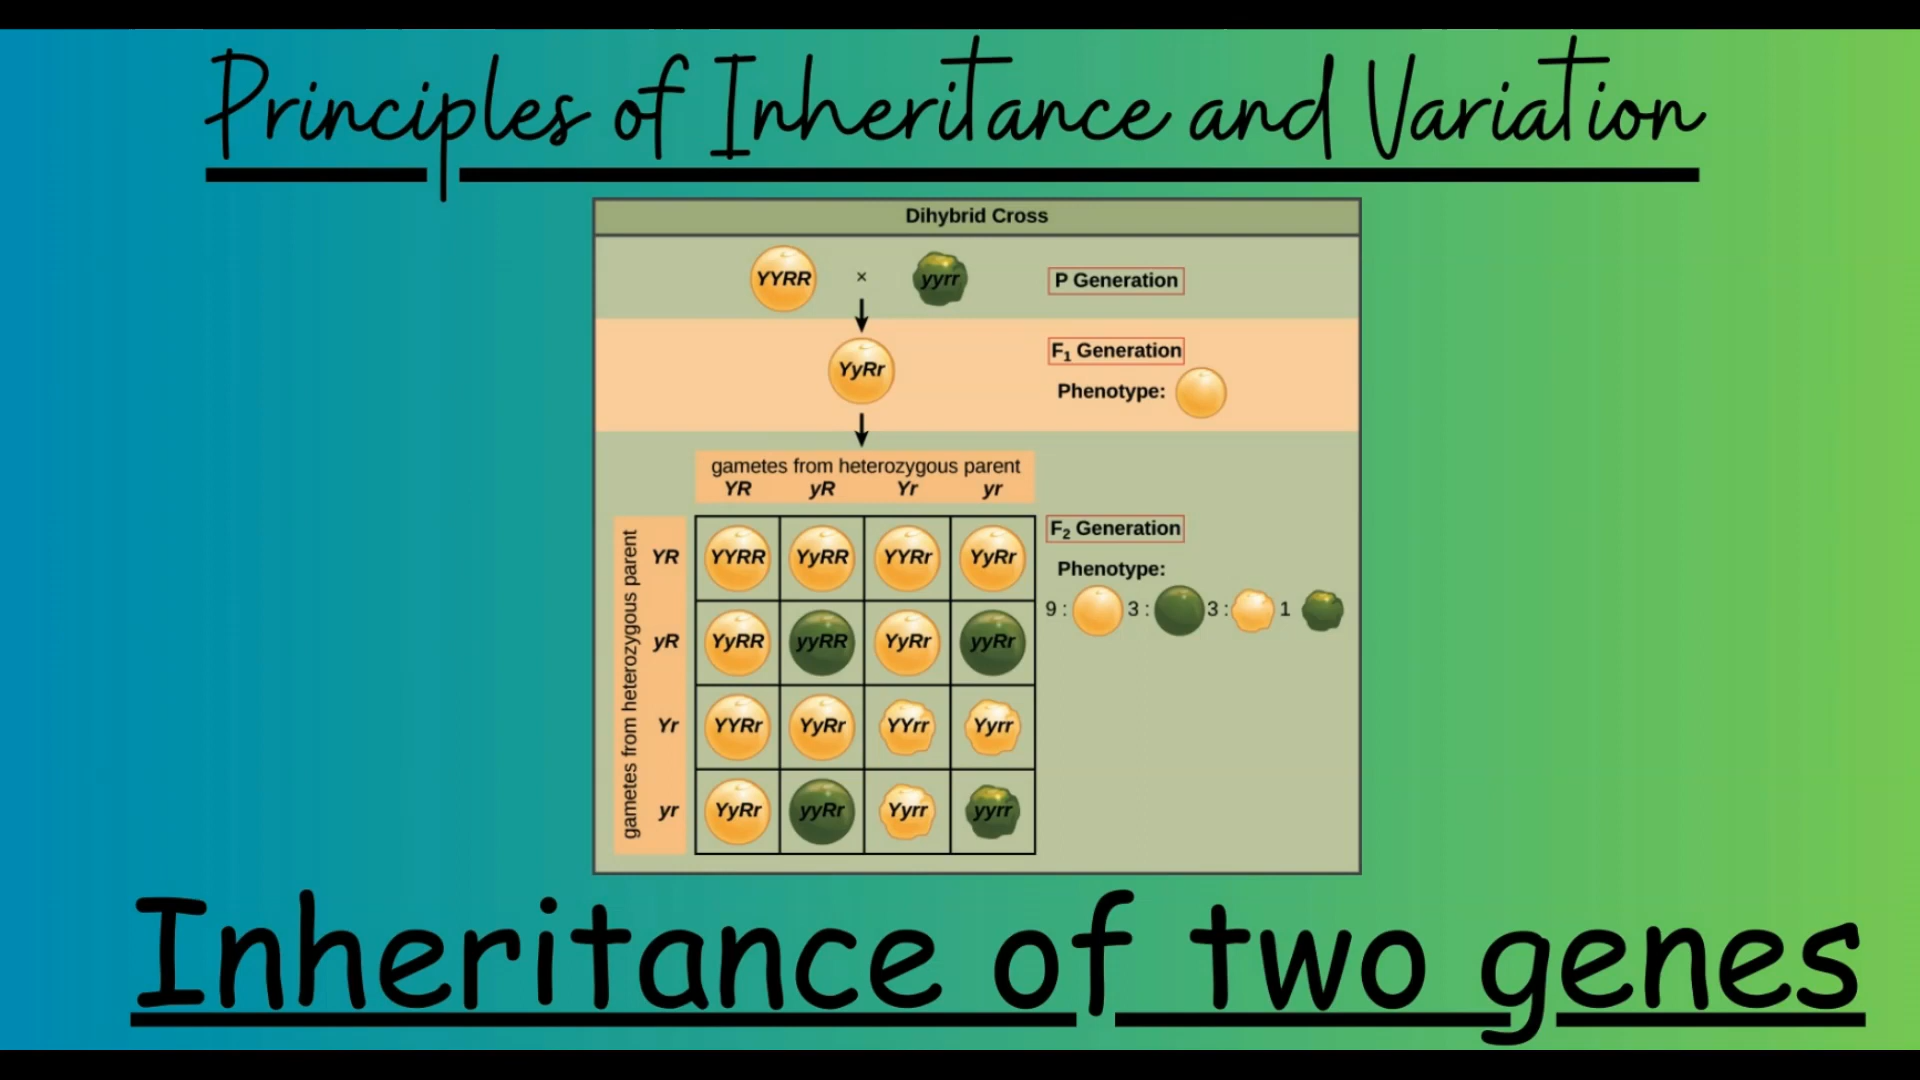 Principles of Inheritance and Variation
Dihybrid Cross
YYRR × yyrr P Generation
YyRr F₁ Generation
Phenotype:
gametes from heterozygous parent
YR yR Yr yr
gametes from heterozygous parent
F₂ Generation
Phenotype:
9 : 3 : 3 : 1
YR YYRR YyRR YYRr YyRr
yR YyRR yyRR YyRr yyRr
Yr YYRr YyRr YYrr Yyrr
yr YyRr yyRr Yyrr yyrr
Inheritance of two genes